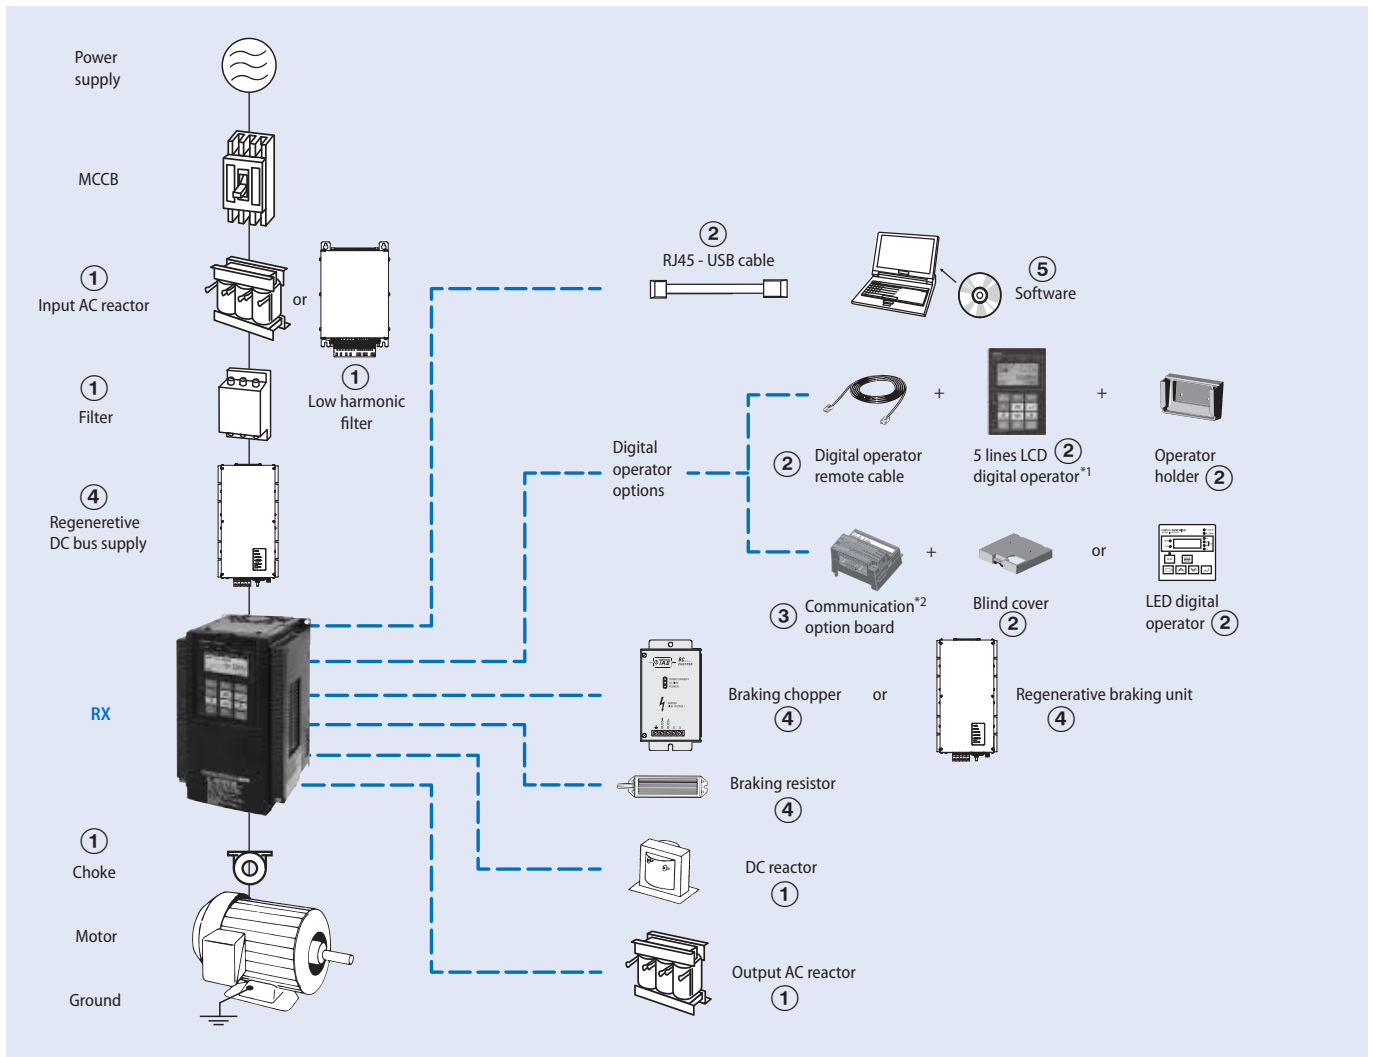 Power
supply
MCCB
1
Input AC reactor
or
1
Low harmonic
filter
1
Filter
4
Regeneretive
DC bus supply
RX
1
Choke
Motor
Ground
2
RJ45 - USB cable
5
Software
Digital
operator
options
2
Digital operator
remote cable
+
5 lines LCD 2
digital operator*1
+
Operator
holder 2
3
Communication*2
option board
+
Blind cover
2
or
LED digital
operator 2
Braking chopper
4
or
Regenerative braking unit
4
Braking resistor
4
DC reactor
1
Output AC reactor
1